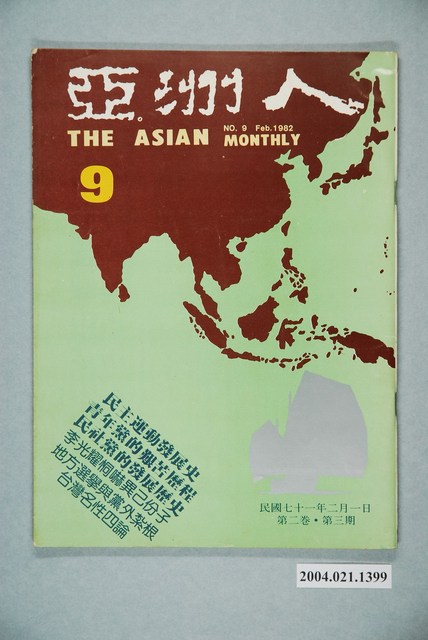 亞洲人
NO. 9 Feb.1982
THE ASIAN MONTHLY
9
民主運動發展史
青年黨的艱苦歷程
民社黨的發展歷史
李光耀恫嚇異己份子
地方選舉與黨外紮根
台灣名性四論
民國七十一年二月一日
第二卷・第三期
2004.021.1399